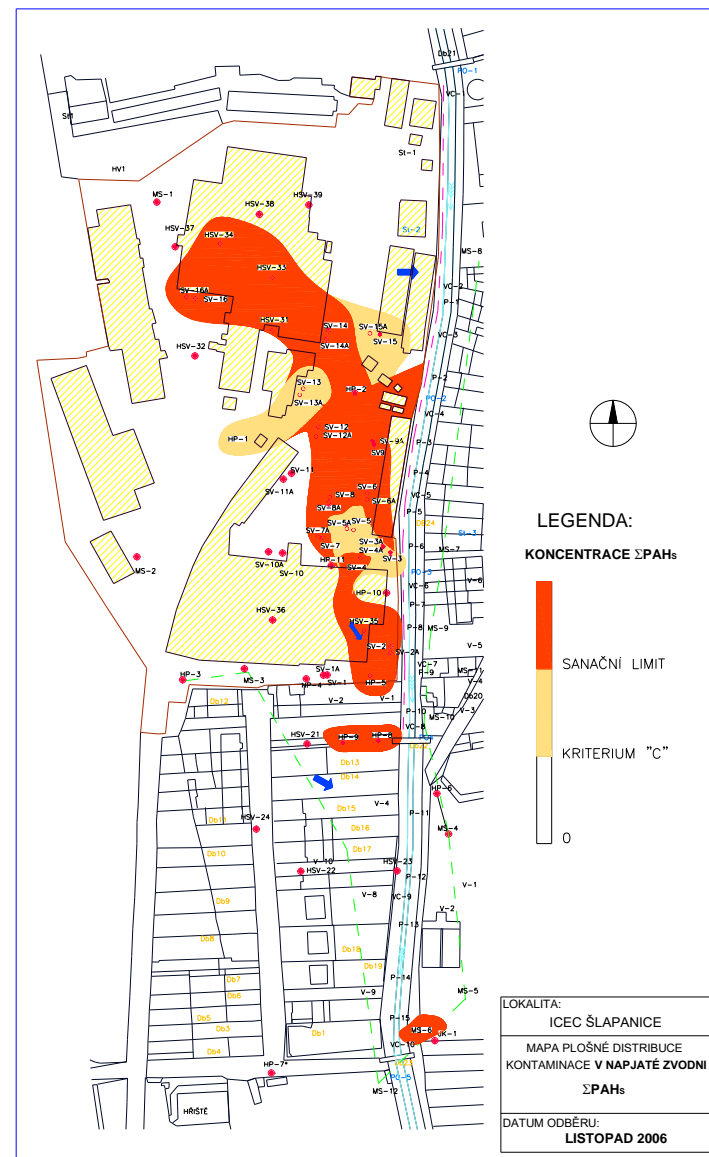 Db21
PO-1
VC-1
St1
St-1
HV1
MS-1
HSV-39
HSV-38
St-2
HSV-37
HSV-34
MS-8
HSV-33
VC-2
SV-16A
SV-16
P-1
HSV-31
SV-14
SV-15A
VC-3
SV-15
SV-14A
HSV-32
P-2
SV-13
HP-2
PO-2
SV-13A
VC-4
SV-12
HP-1
SV-12A
SV-9A
P-3
SV9
SV-11
P-4
SV-11A
SV-6
SV-8
SV-6A
VC-5
SV-8A
P-5
SV-5A
SV-5
DB24
SV-7A
St-3
SV-3A
SV-7
SV-4A
P-6
MS-7
SV-10A
SV-10
SV-3
MS-2
HP-11
SV-4
PO-3
VC-6
V-6
HP-10
P-7
HSV-36
HSV-35
P-8
MS-9
SV-2
SV-2A
V-5
VC-7
MS-11
P-9
HP-3
MS-3
SV-1A
V-4
HP-4
SV-1
HP-5
Db20
Db12
V-2
V-1
V-3
P-10
MS-10
VC-8
HSV-21
HP-9
HP-8
Db13
Db14
HP-6
Db15
V-4
P-11
Db11
HSV-24
Db16
MS-4
Db10
Db17
V-10
HSV-22
HSV-23
P-12
V-1
V-8
VC-9
Db9
V-2
P-13
Db8
Db18
Db19
Db7
P-14
Db6
V-9
MS-5
Db5
P-15
Db3
Db1
MS-6
JK-1
Db4
VC-10
HP-7*
PO-5
MS-12
HŘIŠTĚ
LEGENDA:
KONCENTRACE ΣPAHs
SANAČNÍ LIMIT
KRITERIUM "C"
0
LOKALITA:
ICEC ŠLAPANICE
MAPA PLOŠNÉ DISTRIBUCE
KONTAMINACE V NAPJATÉ ZVODNI
ΣPAHs
DATUM ODBĚRU:
LISTOPAD 2006